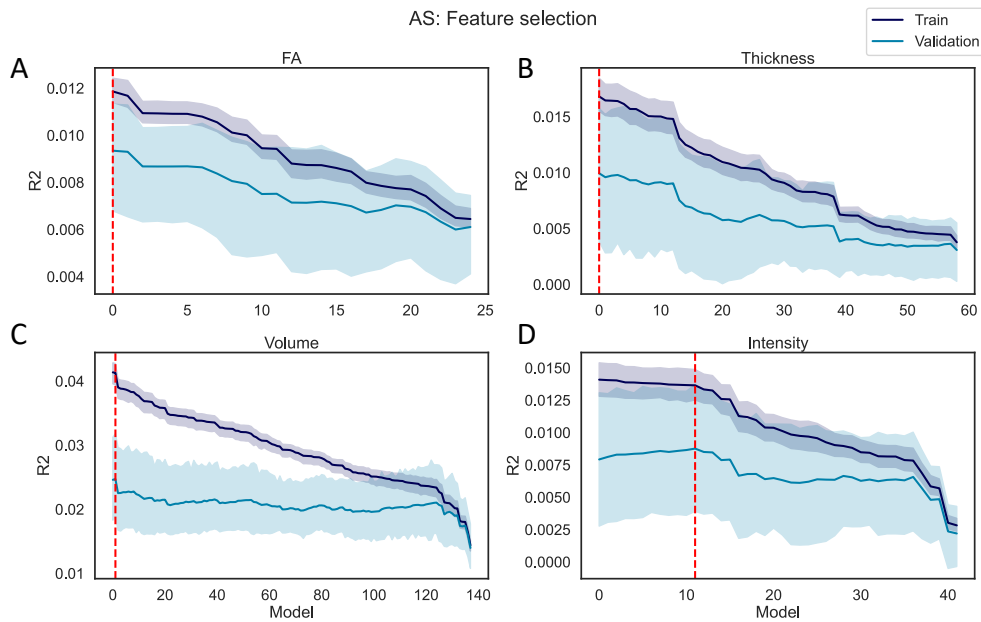 AS: Feature selection
Train
Validation
A
FA
R2
0.012
0.010
0.008
0.006
0.004
0 5 10 15 20 25
B
Thickness
R2
0.015
0.010
0.005
0.000
0 10 20 30 40 50 60
C
Volume
R2
0.04
0.03
0.02
0.01
0 20 40 60 80 100 120 140
Model
D
Intensity
R2
0.0150
0.0125
0.0100
0.0075
0.0050
0.0025
0.0000
0 10 20 30 40
Model